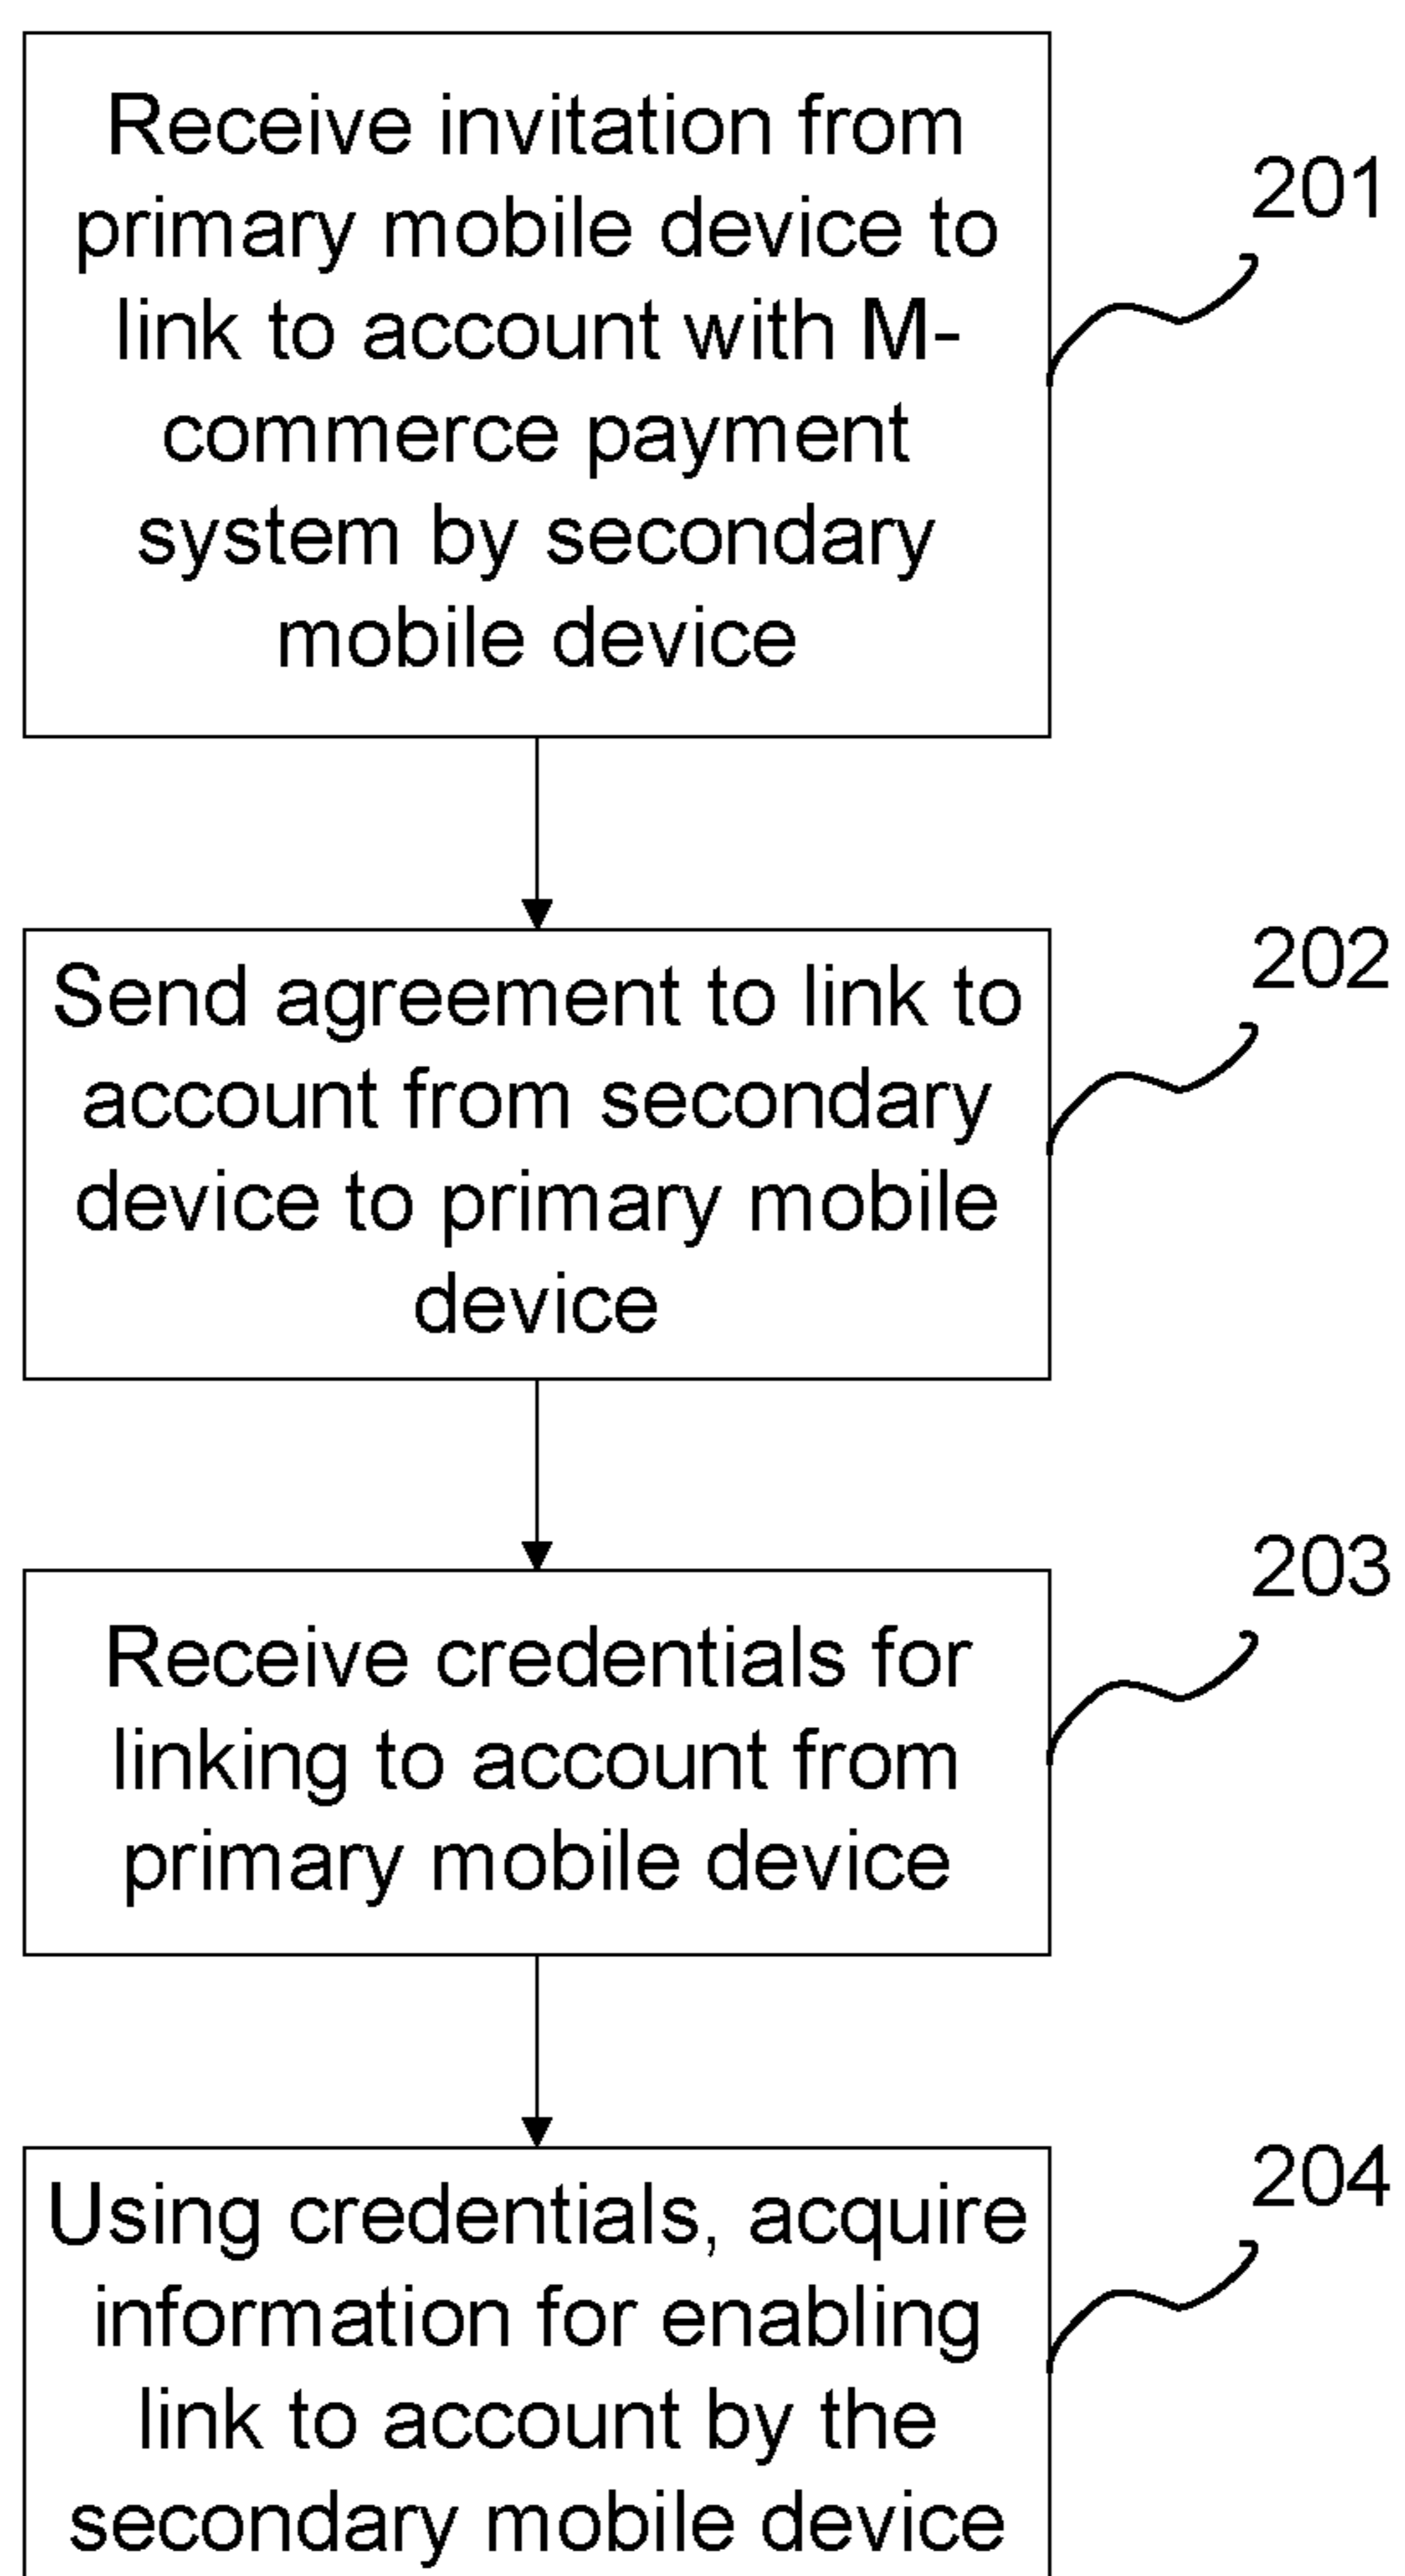 Receive invitation from
primary mobile device to
link to account with M-
commerce payment
system by secondary
mobile device
201
Send agreement to link to
account from secondary
device to primary mobile
device
202
Receive credentials for
linking to account from
primary mobile device
203
Using credentials, acquire
information for enabling
link to account by the
secondary mobile device
204